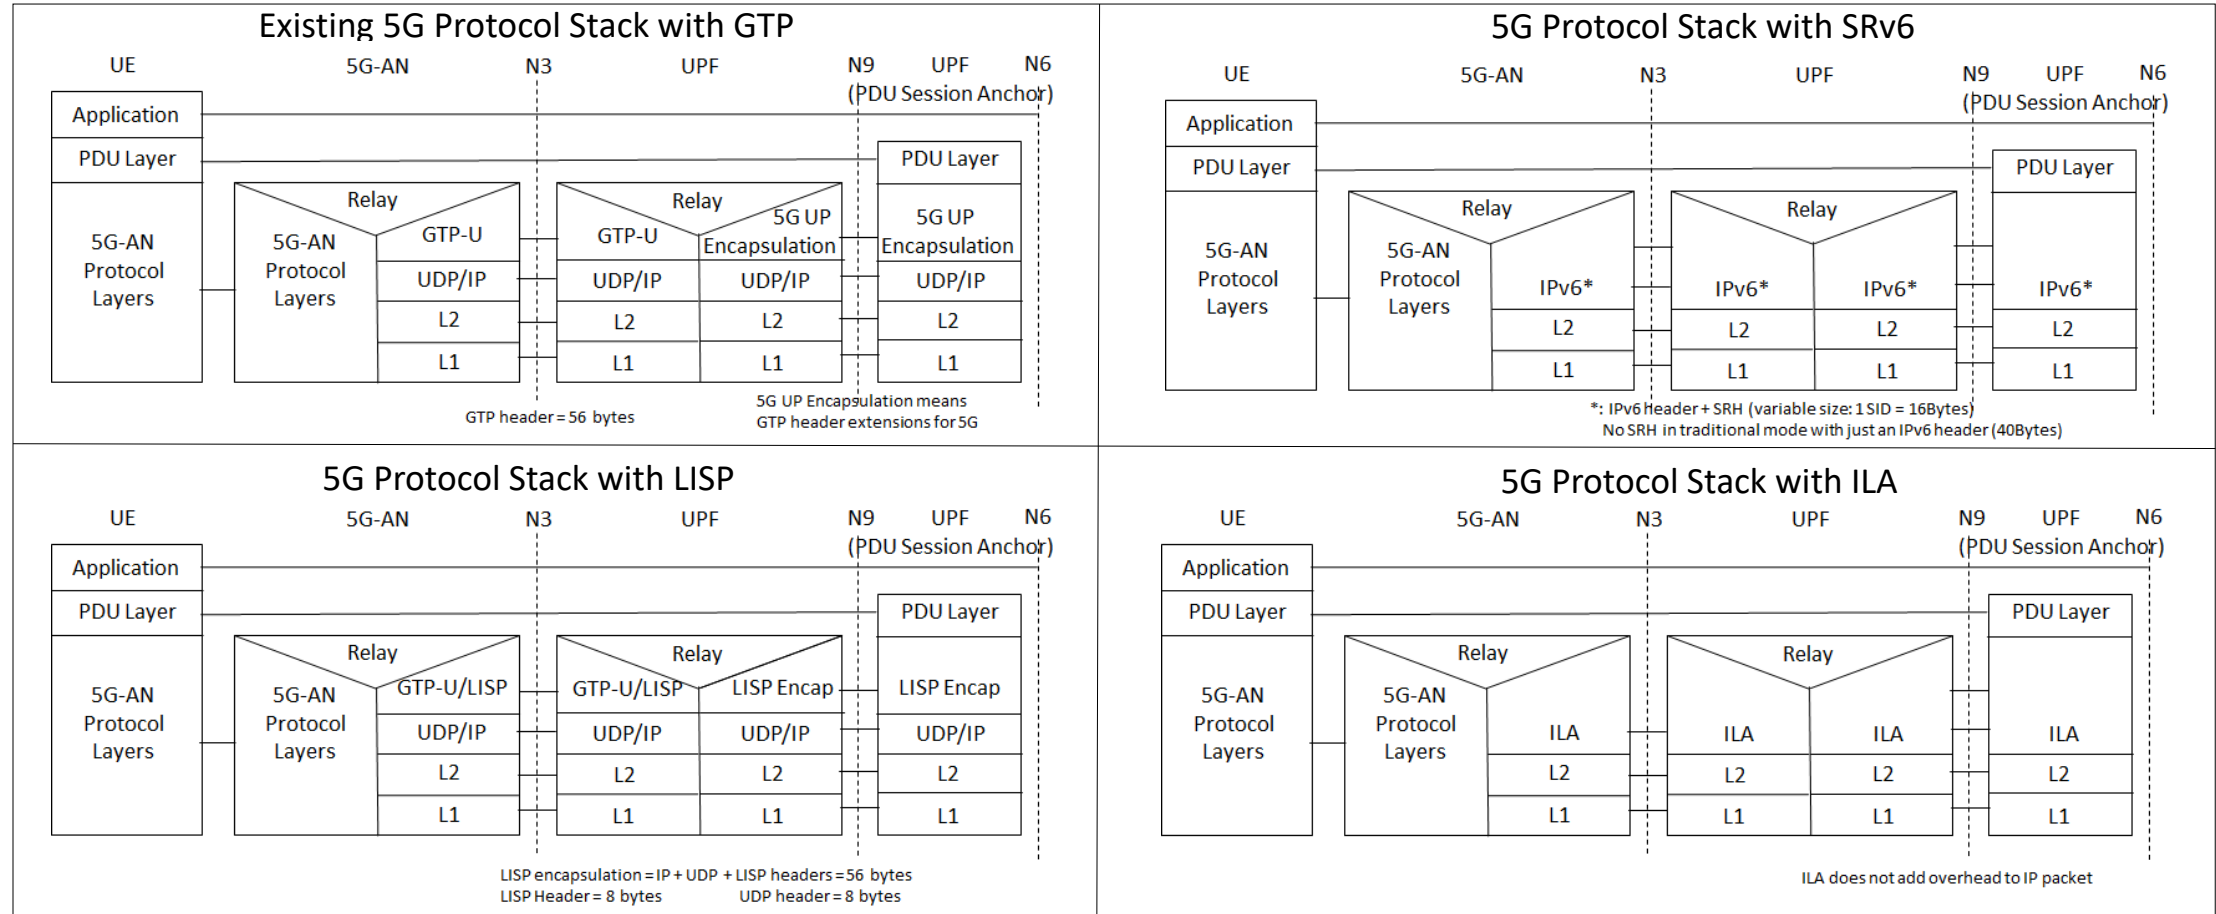 Existing 5G Protocol Stack with GTP
UE 5G-AN N3 UPF N9 UPF N6
(PDU Session Anchor)
Application
PDU Layer PDU Layer
Relay Relay
5G-AN Protocol Layers
5G-AN Protocol Layers
GTP-U GTP-U 5G UP Encapsulation 5G UP Encapsulation
UDP/IP UDP/IP UDP/IP UDP/IP
L2 L2 L2 L2
L1 L1 L1 L1
GTP header = 56 bytes
5G UP Encapsulation means
GTP header extensions for 5G
5G Protocol Stack with SRv6
UE 5G-AN N3 UPF N9 UPF N6
(PDU Session Anchor)
Application
PDU Layer PDU Layer
Relay Relay
5G-AN Protocol Layers
5G-AN Protocol Layers
IPv6* IPv6* IPv6* IPv6*
L2 L2 L2 L2
L1 L1 L1 L1
*: IPv6 header + SRH (variable size: 1 SID = 16Bytes)
No SRH in traditional mode with just an IPv6 header (40Bytes)
5G Protocol Stack with LISP
UE 5G-AN N3 UPF N9 UPF N6
(PDU Session Anchor)
Application
PDU Layer PDU Layer
Relay Relay
5G-AN Protocol Layers
5G-AN Protocol Layers
GTP-U/LISP GTP-U/LISP LISP Encap LISP Encap
UDP/IP UDP/IP UDP/IP UDP/IP
L2 L2 L2 L2
L1 L1 L1 L1
LISP encapsulation = IP + UDP + LISP headers = 56 bytes
LISP Header = 8 bytes UDP header = 8 bytes
5G Protocol Stack with ILA
UE 5G-AN N3 UPF N9 UPF N6
(PDU Session Anchor)
Application
PDU Layer PDU Layer
Relay Relay
5G-AN Protocol Layers
5G-AN Protocol Layers
ILA ILA ILA ILA
L2 L2 L2 L2
L1 L1 L1 L1
ILA does not add overhead to IP packet